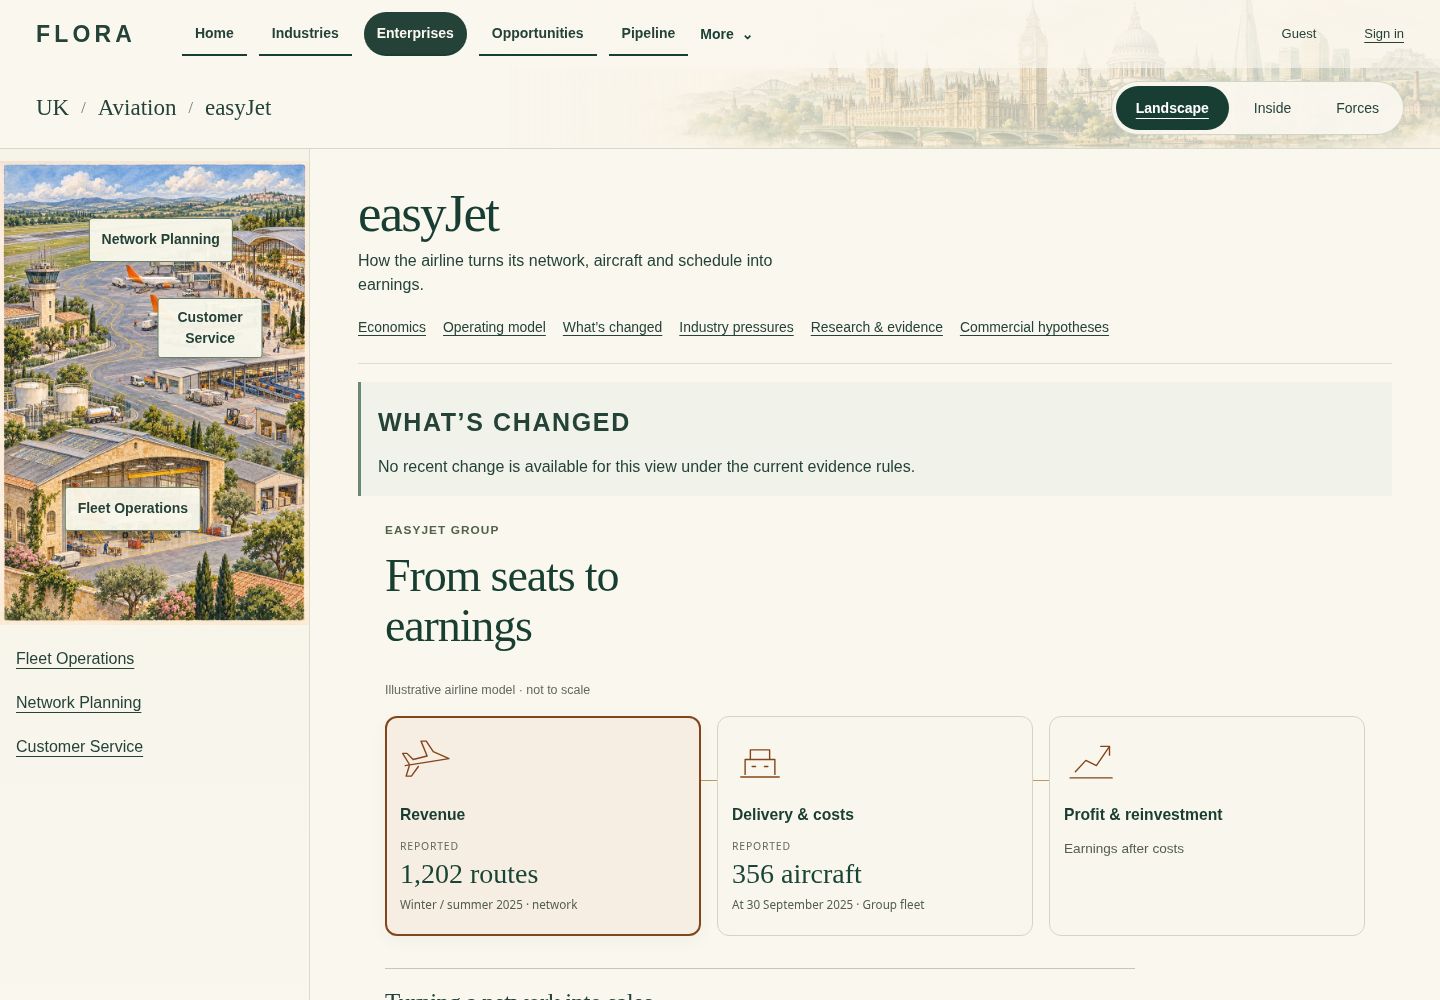 FLORA
Home
Industries
Enterprises
Opportunities
Pipeline
More
Guest
Sign in
UK / Aviation / easyJet
Landscape
Inside
Forces
Network Planning
Customer
Service
Fleet Operations
Fleet Operations
Network Planning
Customer Service
easyJet
How the airline turns its network, aircraft and schedule into
earnings.
Economics
Operating model
What's changed
Industry pressures
Research & evidence
Commercial hypotheses
WHAT’S CHANGED
No recent change is available for this view under the current evidence rules.
EASYJET GROUP
From seats to
earnings
Illustrative airline model · not to scale
Revenue
REPORTED
1,202 routes
Winter / summer 2025 · network
Delivery & costs
REPORTED
356 aircraft
At 30 September 2025 · Group fleet
Profit & reinvestment
Earnings after costs
Turning a network into sales